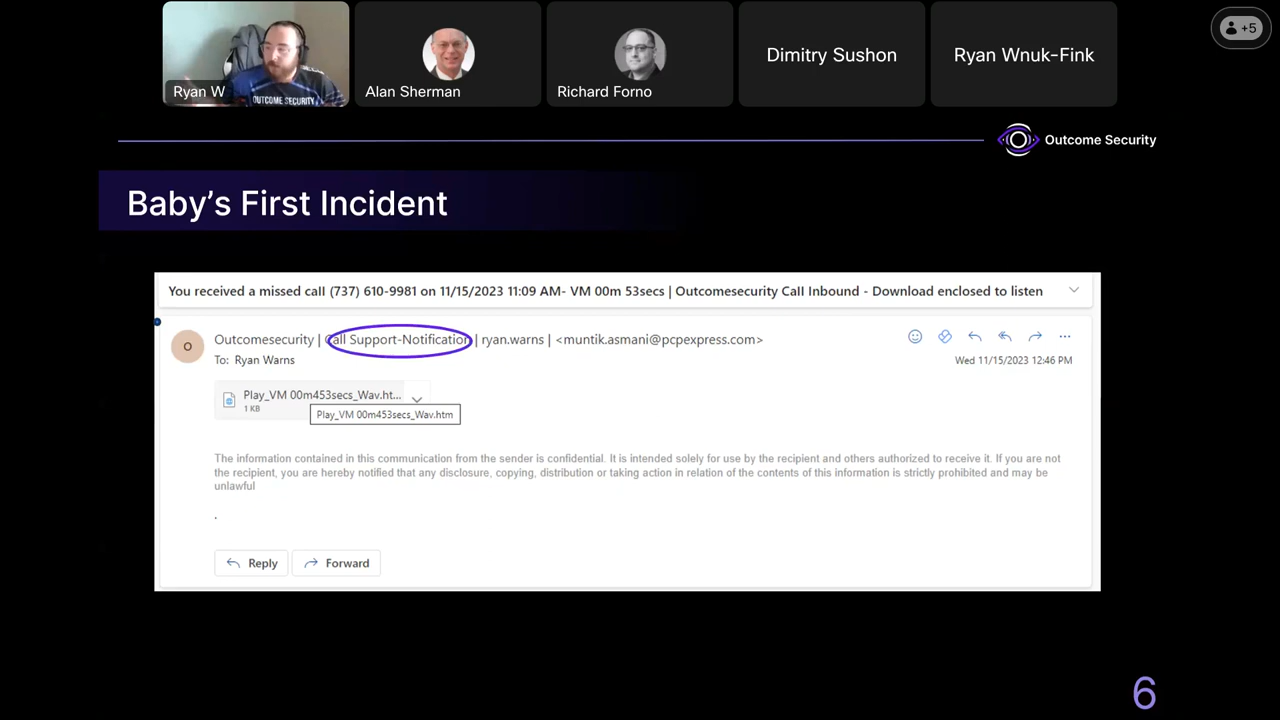 Ryan W
Alan Sherman
Richard Forno
Dimitry Sushon
Ryan Wnuk-Fink
+5
OUTCOME SECURITY
Outcome Security
Baby's First Incident
You received a missed call (737) 610-9981 on 11/15/2023 11:09 AM- VM 00m 53secs | Outcomesecurity Call Inbound - Download enclosed to listen
O
Outcomesecurity | Call Support-Notification | ryan.warns | <muntik.asmani@pcpexpress.com>
To: Ryan Warns
Wed 11/15/2023 12:46 PM
Play_VM 00m453secs_Wav.ht...
1 KB
Play_VM 00m453secs_Wav.htm
The information contained in this communication from the sender is confidential. It is intended solely for use by the recipient and others authorized to receive it. If you are not
the recipient, you are hereby notified that any disclosure, copying, distribution or taking action in relation of the contents of this information is strictly prohibited and may be
unlawful
.
Reply
Forward
6